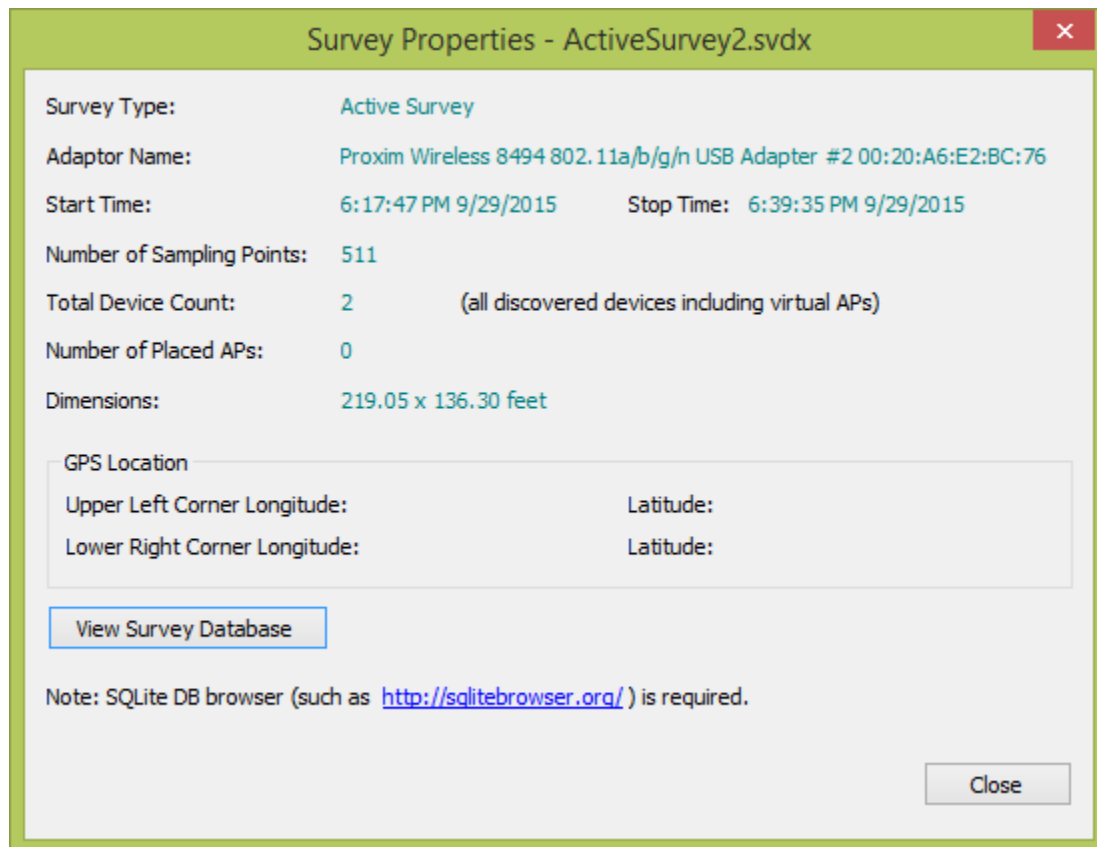 Survey Properties - ActiveSurvey2.svdx
Survey Type: Active Survey
Adaptor Name: Proxim Wireless 8494 802.11a/b/g/n USB Adapter #2 00:20:A6:E2:BC:76
Start Time: 6:17:47 PM 9/29/2015 Stop Time: 6:39:35 PM 9/29/2015
Number of Sampling Points: 511
Total Device Count: 2 (all discovered devices including virtual APs)
Number of Placed APs: 0
Dimensions: 219.05 x 136.30 feet
GPS Location
Upper Left Corner Longitude: Latitude:
Lower Right Corner Longitude: Latitude:
View Survey Database
Note: SQLite DB browser (such as http://sqlitebrowser.org/ ) is required.
Close